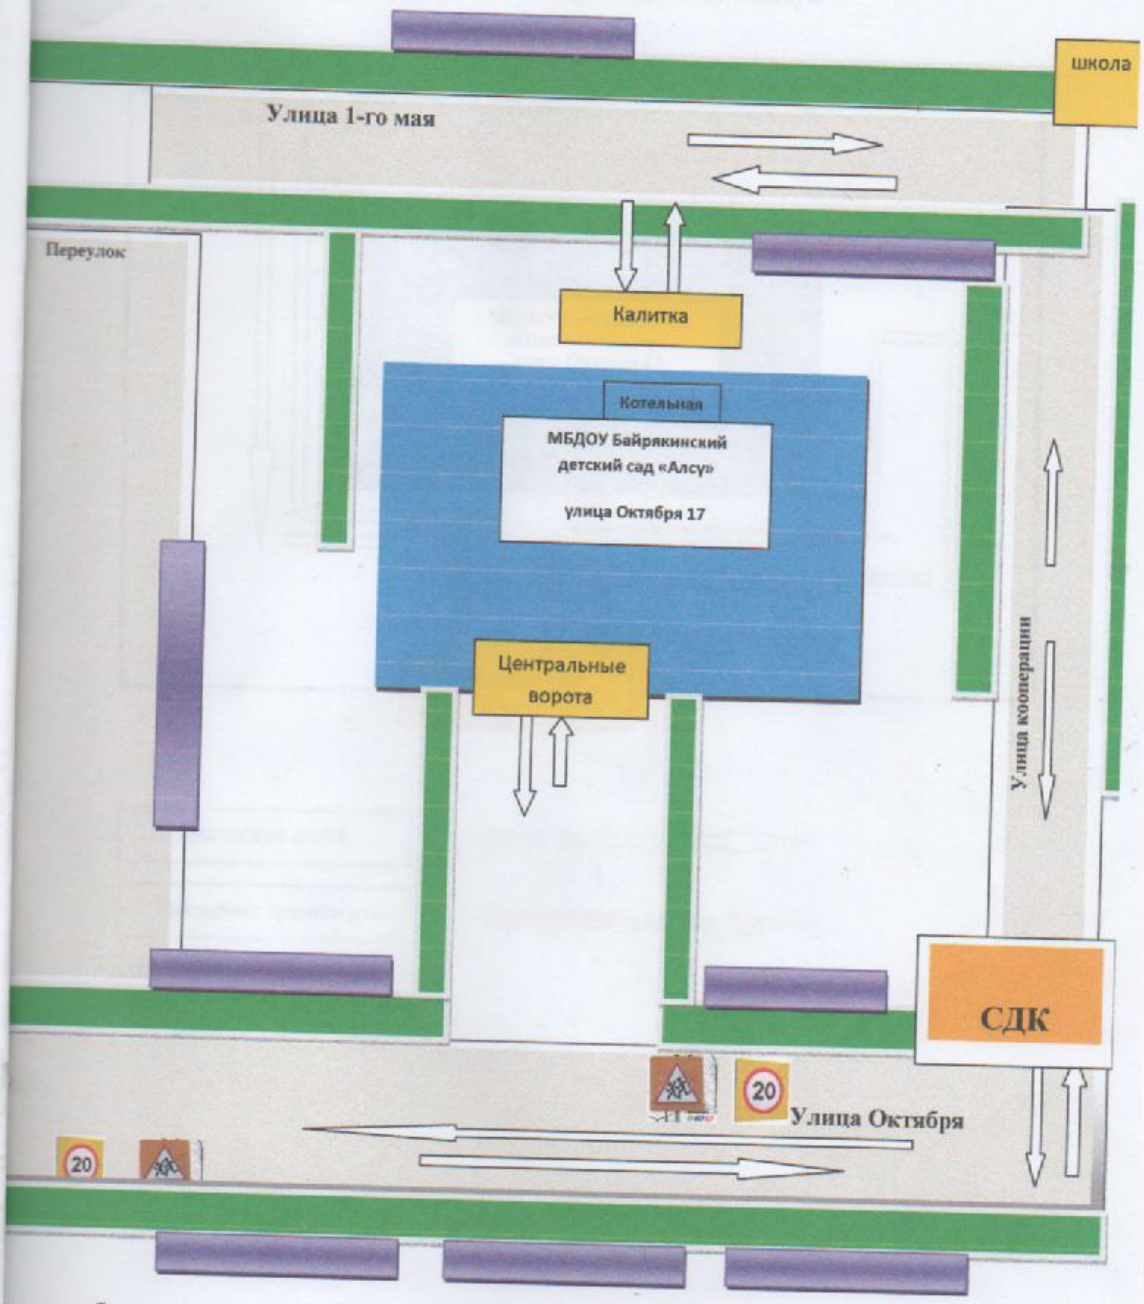 школа
Улица 1-го мая
Переулок
Калитка
Котельная
МБДОУ Байрякинский
детский сад «Алсу»
улица Октября 17
Центральные
ворота
Улица кооперации
СДК
20
Улица Октября
20